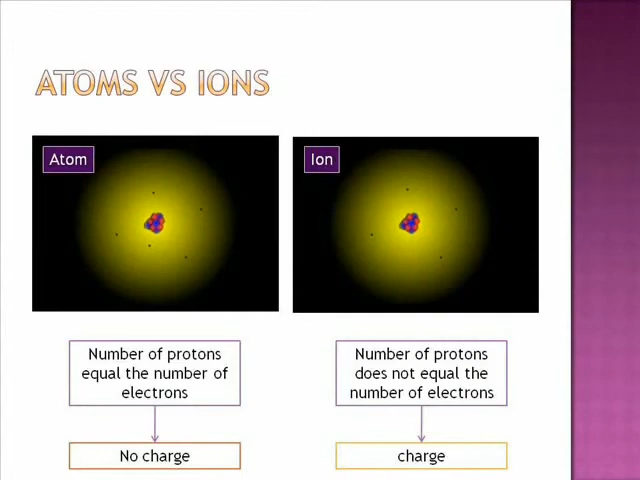 ATOMS VS IONS
Atom
Ion
Number of protons
equal the number of
electrons
Number of protons
does not equal the
number of electrons
No charge
charge